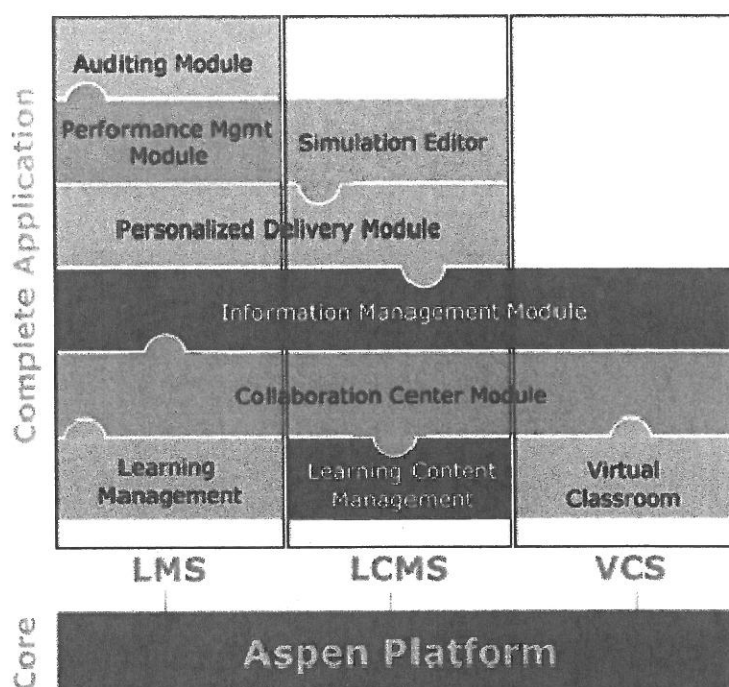 Complete Application
Auditing Module
Performance Mgmt
Module
Simulation Editor
Personalized Delivery Module
Information Management Module
Collaboration Center Module
Learning
Management
Learning Content
Management
Virtual
Classroom
LMS
LCMS
VCS
Core
Aspen Platform